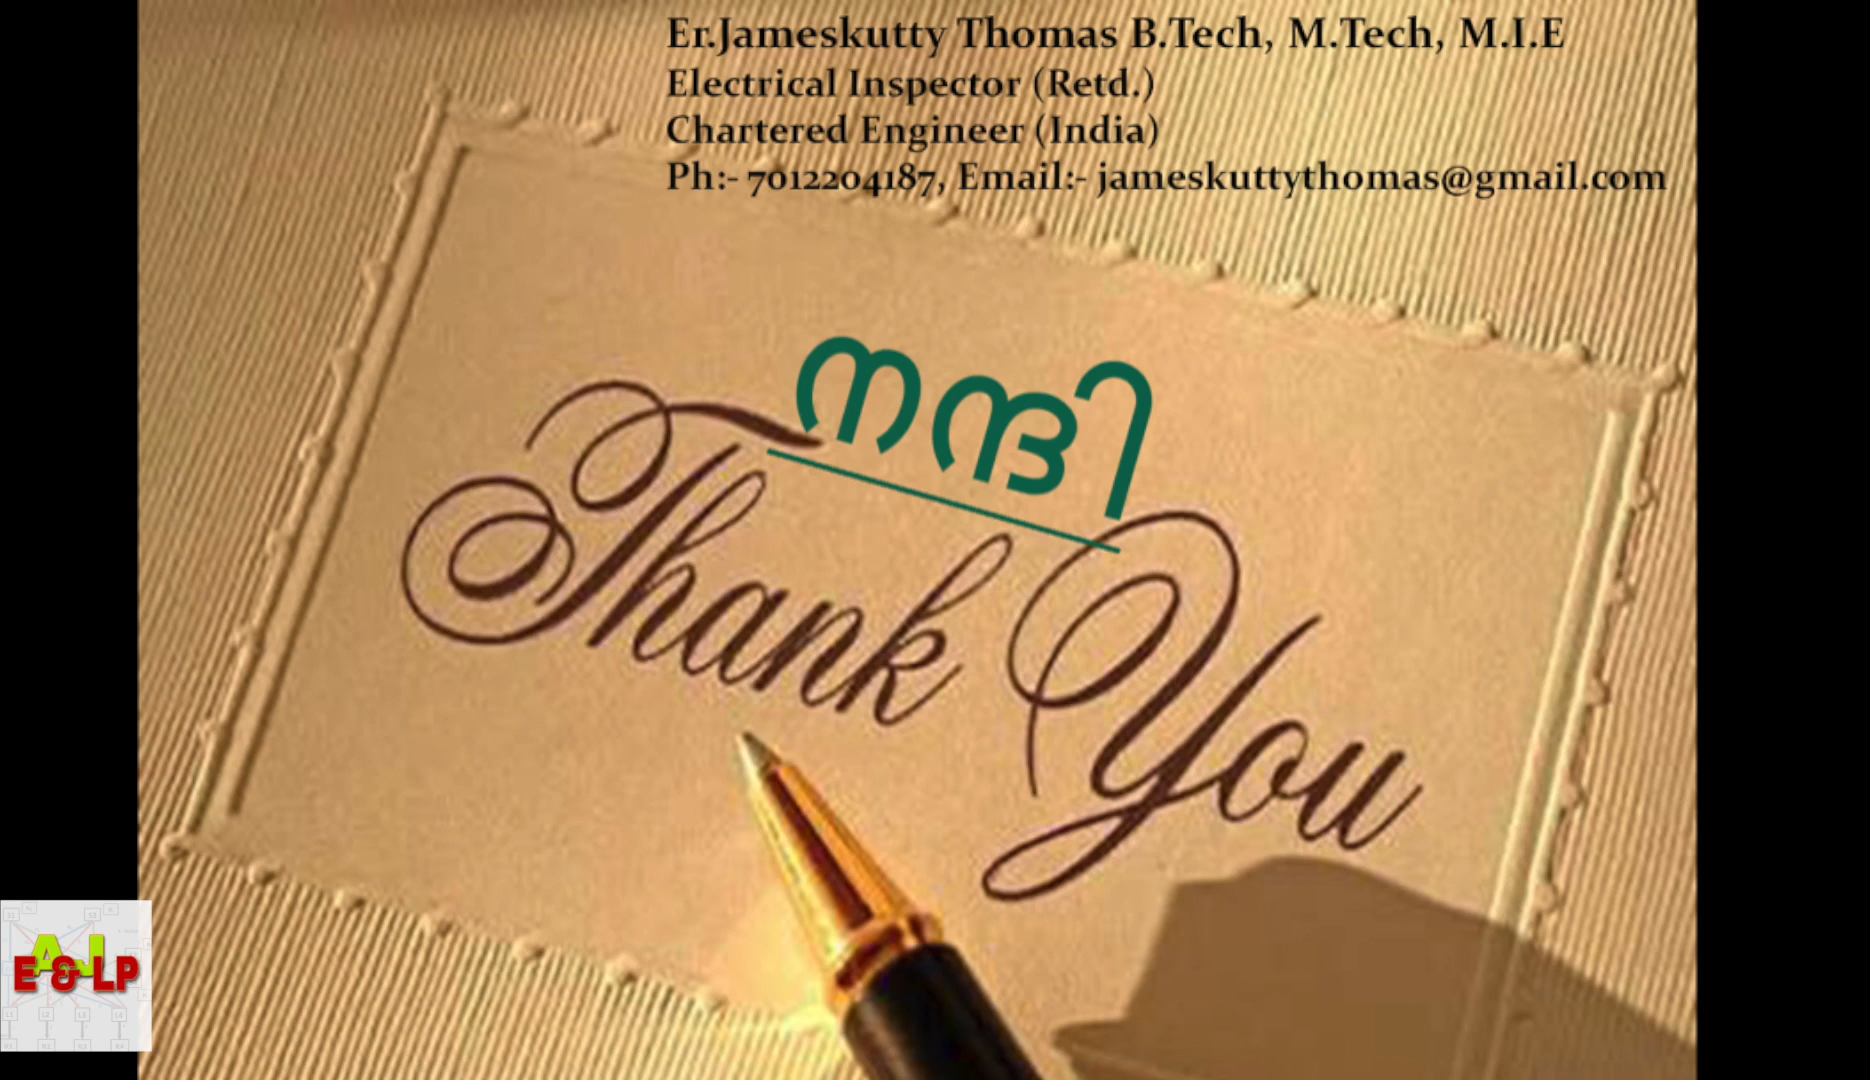 Er.Jameskutty Thomas B.Tech, M.Tech, M.I.E
Electrical Inspector (Retd.)
Chartered Engineer (India)
Ph:- 7012204187, Email:- jameskuttythomas@gmail.com
നന്ദി
Thank You
AJ
E & LP